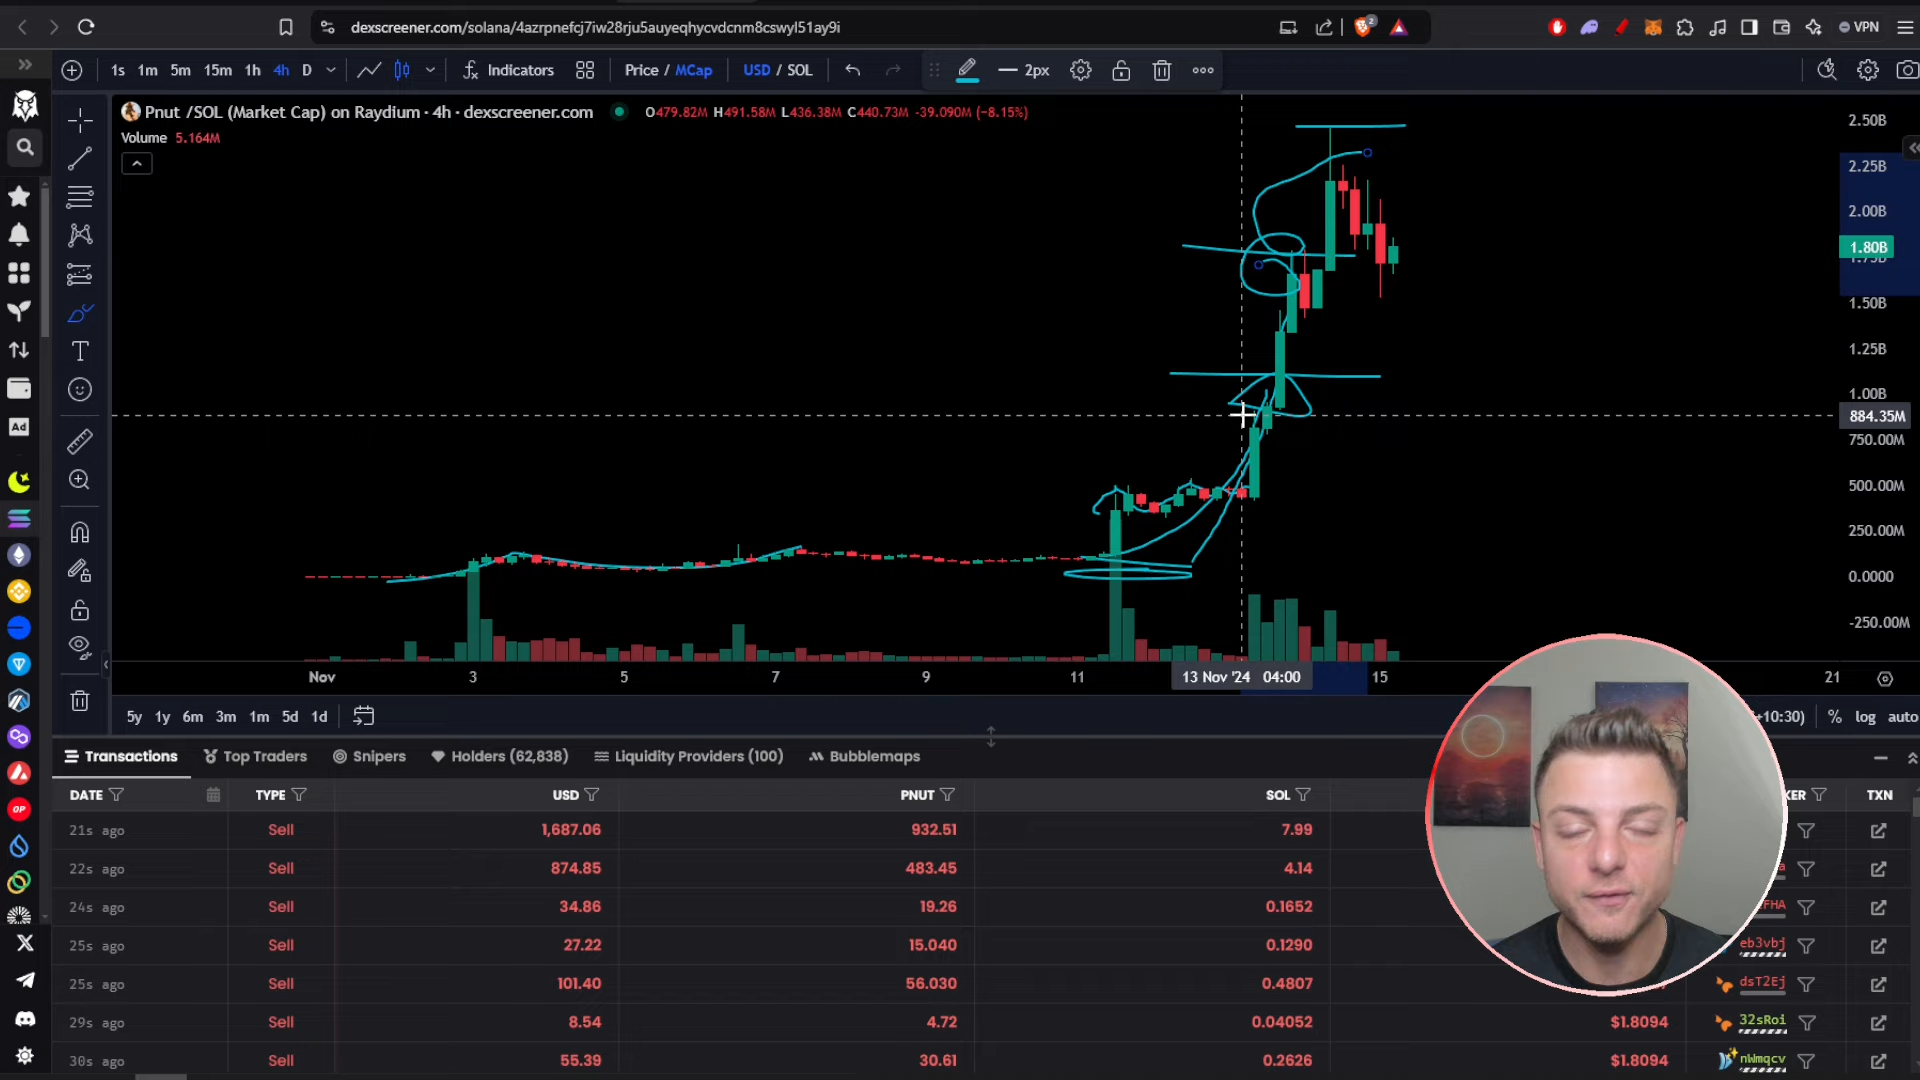 dexscreener.com/solana/4azrpnefcj7iw28rju5auyeqhycvdcnm8cswyl51ay9i
2
VPN
1s 1m 5m 15m 1h 4h D Indicators Price / MCap USD / SOL 2px
Pnut /SOL (Market Cap) on Raydium · 4h · dexscreener.com O479.82M H491.58M L436.38M C440.73M -39.090M (-8.15%)
Volume 5.164M
2.50B
2.25B
2.00B
1.80B
1.50B
1.25B
1.00B
884.35M
750.00M
500.00M
250.00M
0.0000
-250.00M
Ad
OP
Nov 3 5 7 9 11 13 Nov '24 04:00 15 21
5y 1y 6m 3m 1m 5d 1d +10:30) % log auto
Transactions Top Traders Snipers Holders (62,838) Liquidity Providers (100) Bubblemaps
DATE TYPE USD PNUT SOL KER TXN
21s ago Sell 1,687.06 932.51 7.99
22s ago Sell 874.85 483.45 4.14
24s ago Sell 34.86 19.26 0.1652 FHA
25s ago Sell 27.22 15.040 0.1290 eb3vbj
25s ago Sell 101.40 56.030 0.4807 dsT2Ej
29s ago Sell 8.54 4.72 0.04052 $1.8094 32sRoi
30s ago Sell 55.39 30.61 0.2626 $1.8094 nWmqcv